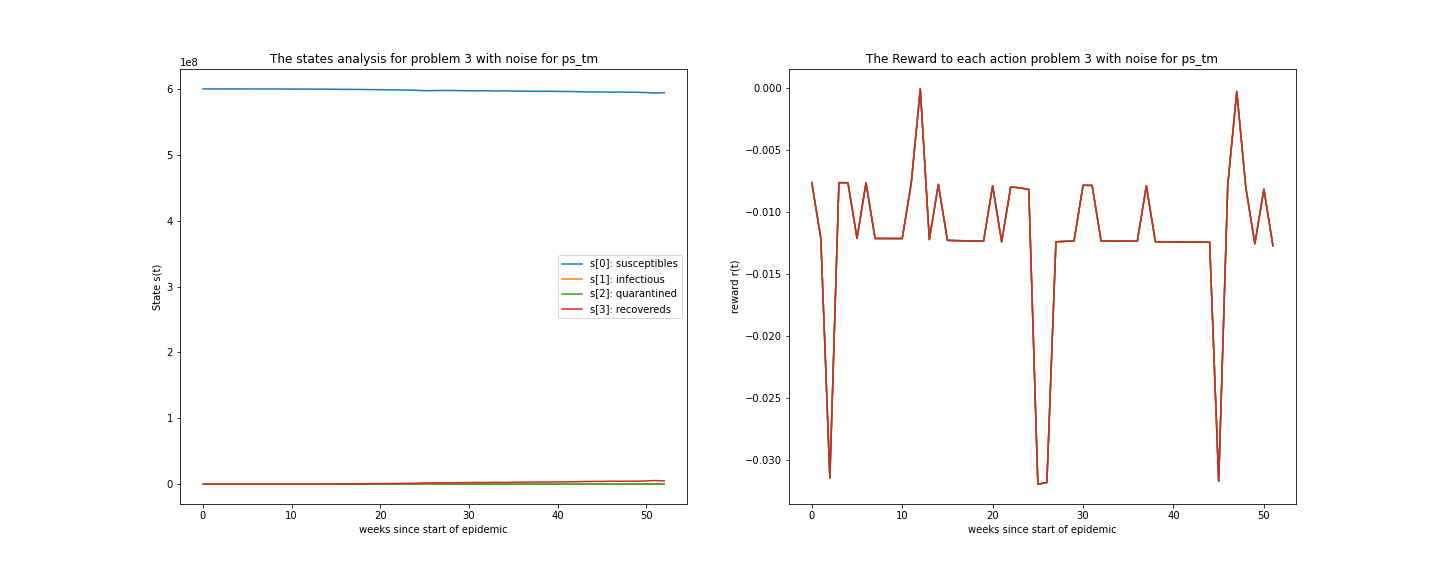 The states analysis for problem 3 with noise for ps_tm
1e8
6
5
4
3
2
1
0
State s(t)
s[0]: susceptibles
s[1]: infectious
s[2]: quarantined
s[3]: recovereds
0 10 20 30 40 50
weeks since start of epidemic
The Reward to each action problem 3 with noise for ps_tm
0.000
−0.005
−0.010
−0.015
−0.020
−0.025
−0.030
reward r(t)
0 10 20 30 40 50
weeks since start of epidemic